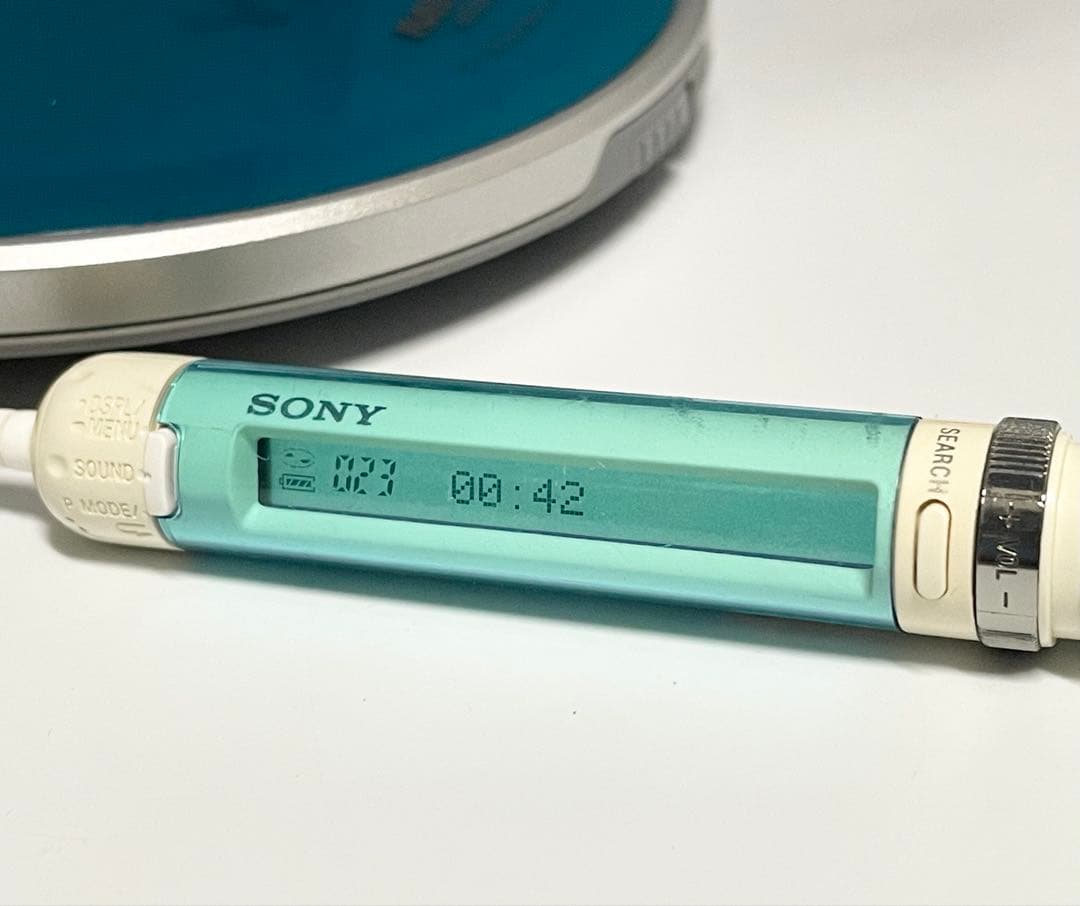 DSPL/
MENU
SOUND
P MODE/
SONY
023 00:42
SEARCH
+ VOL -